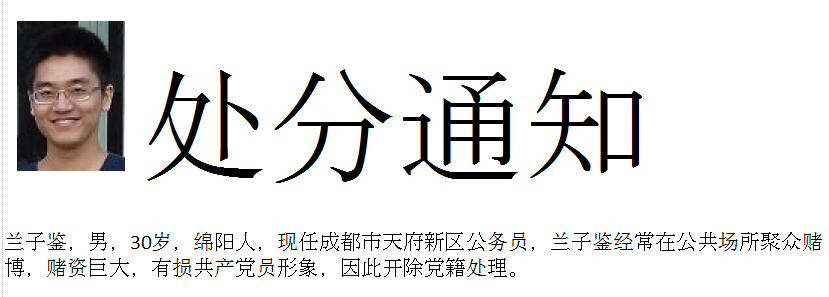 处分通知
兰子鉴，男，30岁，绵阳人，现任成都市天府新区公务员，兰子鉴经常在公共场所聚众赌
博，赌资巨大，有损共产党员形象，因此开除党籍处理。